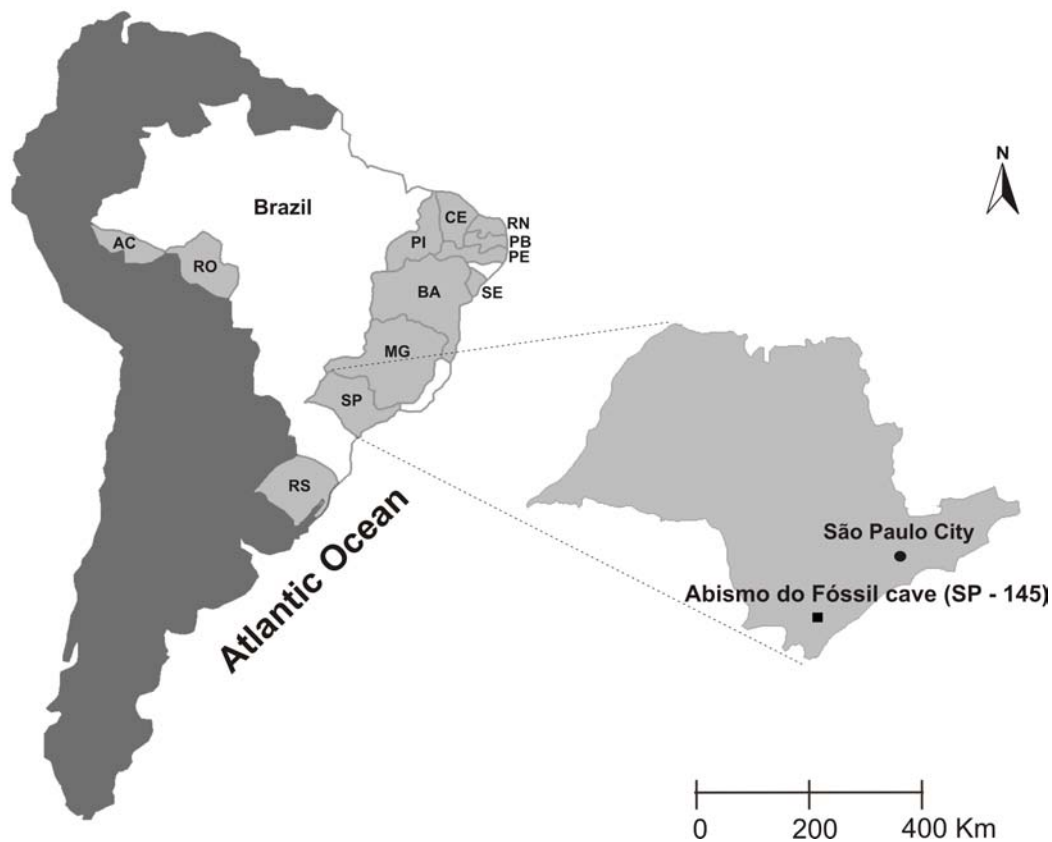 N
Brazil
CE
RN
PB
PE
PI
AC
RO
BA
SE
MG
SP
RS
Atlantic Ocean
São Paulo City
Abismo do Fóssil cave (SP - 145)
0 200 400 Km